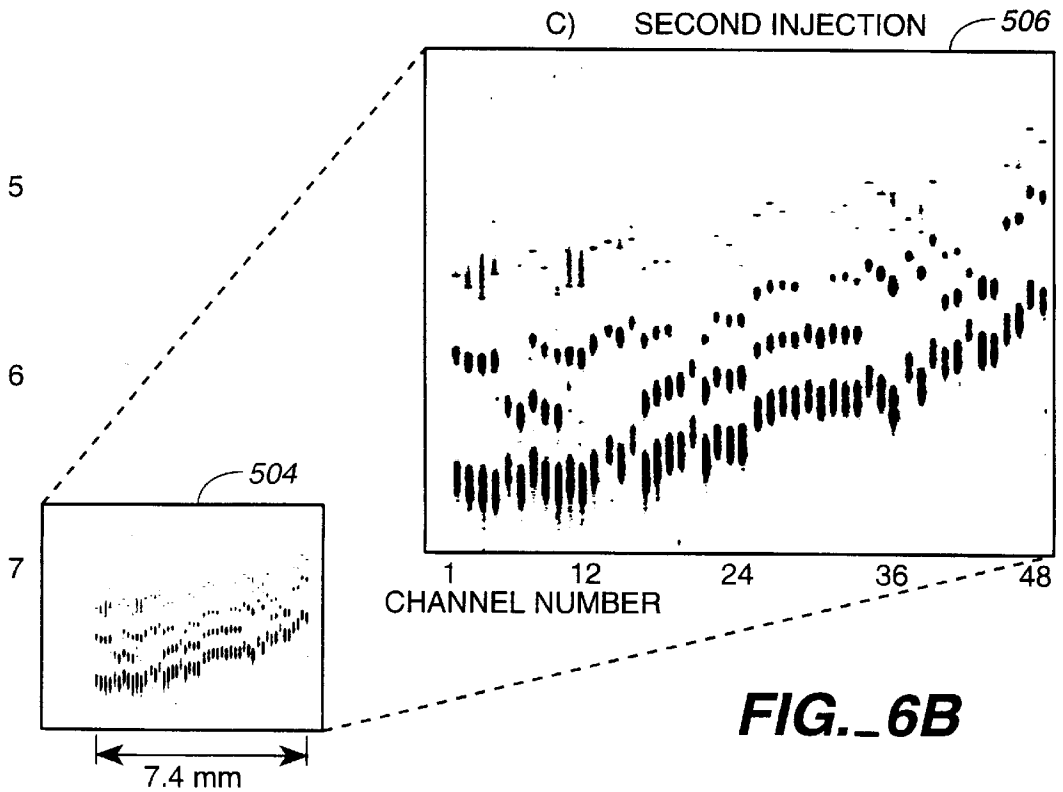 C) SECOND INJECTION 506
5
6
504
7
1 12 24 36 48
CHANNEL NUMBER
FIG._6B
7.4 mm